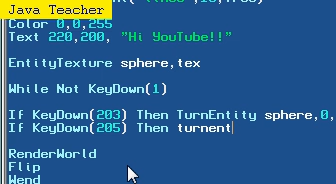 Java Teacher
Color 0,0,255
Text 220,200, "Hi YouTube!!"
EntityTexture sphere,tex
While Not KeyDown(1)
If KeyDown(203) Then TurnEntity sphere,0,
If KeyDown(205) Then turnent
RenderWorld
Flip
Wend